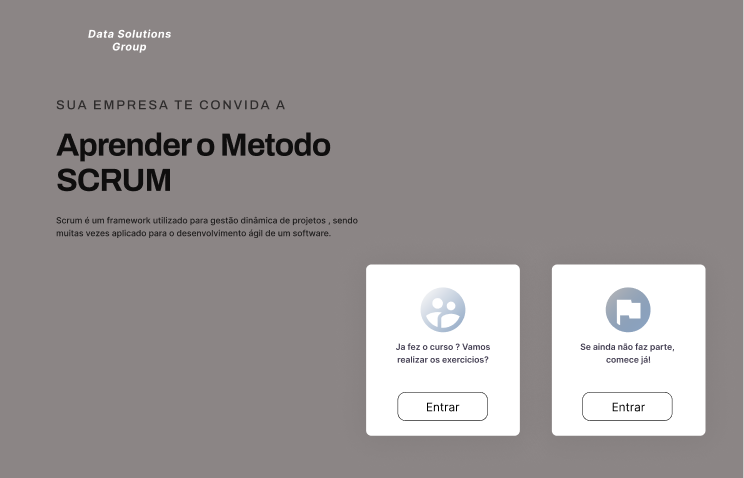 Data Solutions
Group
SUA EMPRESA TE CONVIDA A
Aprender o Metodo
SCRUM
Scrum é um framework utilizado para gestão dinâmica de projetos , sendo
muitas vezes aplicado para o desenvolvimento ágil de um software.
Ja fez o curso ? Vamos
realizar os exercicios?
Entrar
Se ainda não faz parte,
comece já!
Entrar